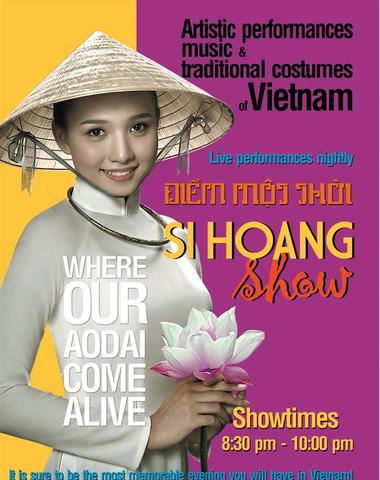 Artistic performances
music &
traditional costumes
of Vietnam
Live performances nightly
ĐIỂM MỘT THỜI
SI HOANG
Show
WHERE
OUR
AODAI
COME
ALIVE
Showtimes
8:30 pm - 10:00 pm
It is sure to be the most memorable evening you will have in Vietnam!